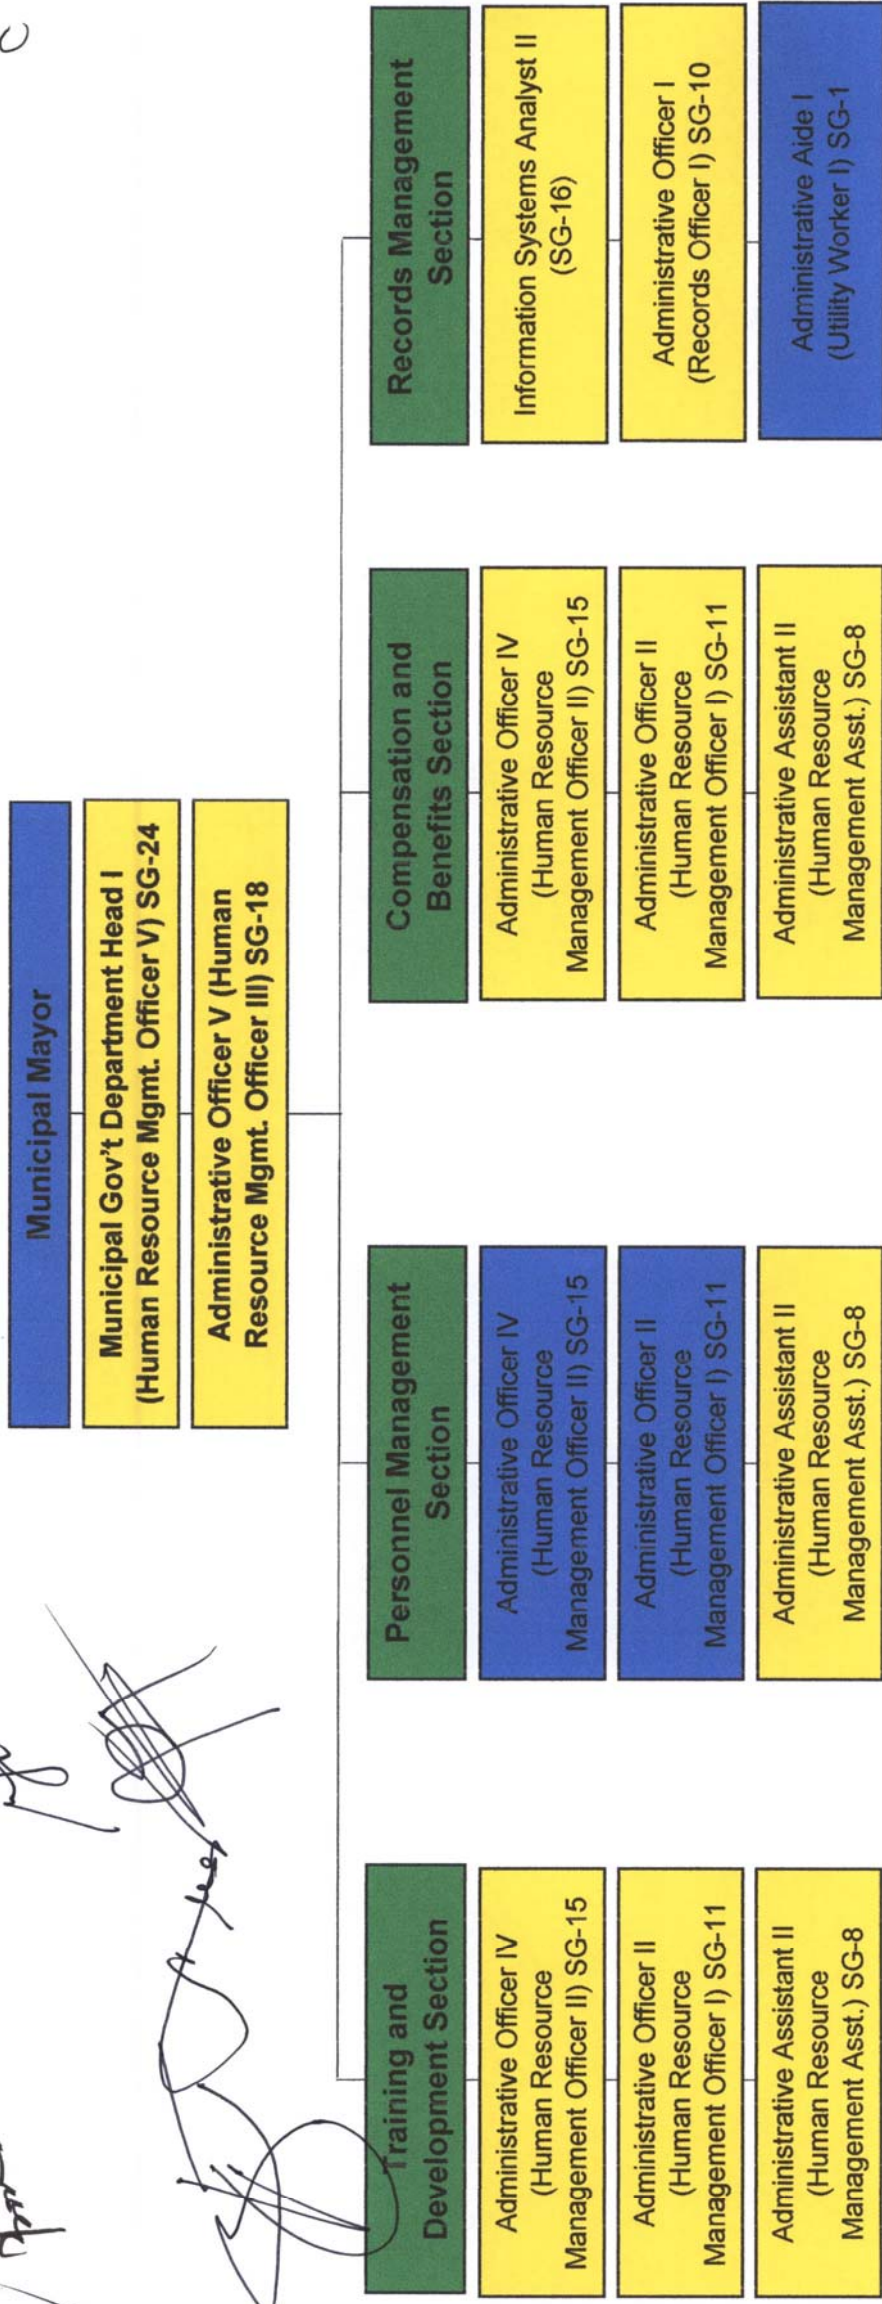 Municipal Mayor
Municipal Gov't Department Head I
(Human Resource Mgmt. Officer V) SG-24
Administrative Officer V (Human
Resource Mgmt. Officer III) SG-18
Training and
Development Section
Administrative Officer IV
(Human Resource
Management Officer II) SG-15
Administrative Officer II
(Human Resource
Management Officer I) SG-11
Administrative Assistant II
(Human Resource
Management Asst.) SG-8
Personnel Management
Section
Administrative Officer IV
(Human Resource
Management Officer II) SG-15
Administrative Officer II
(Human Resource
Management Officer I) SG-11
Administrative Assistant II
(Human Resource
Management Asst.) SG-8
Compensation and
Benefits Section
Administrative Officer IV
(Human Resource
Management Officer II) SG-15
Administrative Officer II
(Human Resource
Management Officer I) SG-11
Administrative Assistant II
(Human Resource
Management Asst.) SG-8
Records Management
Section
Information Systems Analyst II
(SG-16)
Administrative Officer I
(Records Officer I) SG-10
Administrative Aide I
(Utility Worker I) SG-1